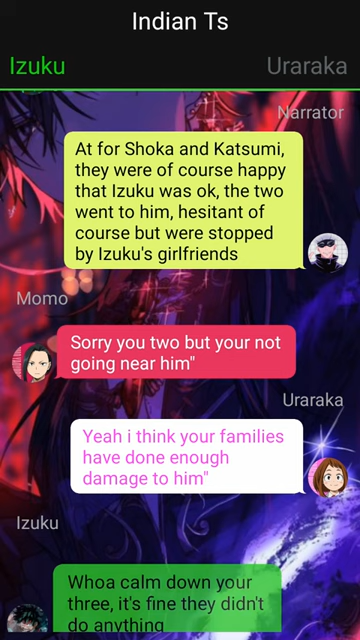 Indian Ts
Izuku Uraraka
Narrator
At for Shoka and Katsumi,
they were of course happy
that Izuku was ok, the two
went to him, hesitant of
course but were stopped
by Izuku's girlfriends
Momo
Sorry you two but your not
going near him"
Uraraka
Yeah i think your families
have done enough
damage to him"
Izuku
Whoa calm down your
three, it's fine they didn't
do anything